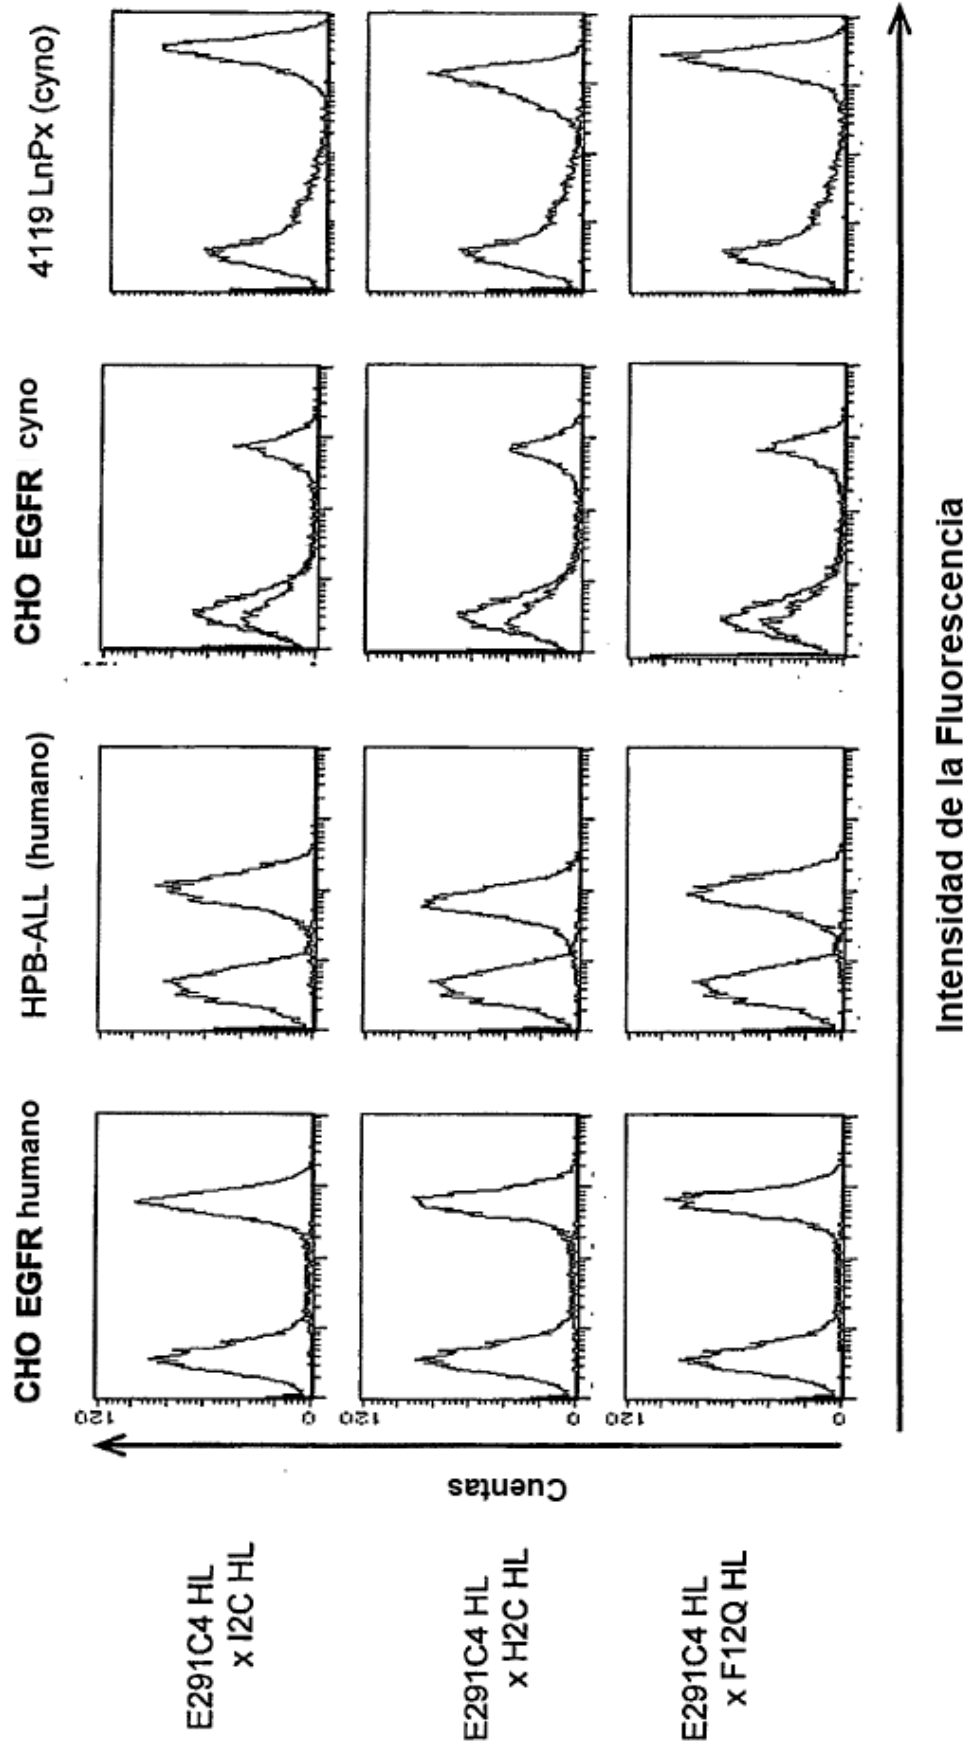 CHO EGFR humano
HPB-ALL (humano)
CHO EGFR cyno
4119 LnPx (cyno)
E291C4 HL
x I2C HL
120
0
E291C4 HL
x H2C HL
120
0
E291C4 HL
x F12Q HL
120
0
Cuentas
Intensidad de la Fluorescencia